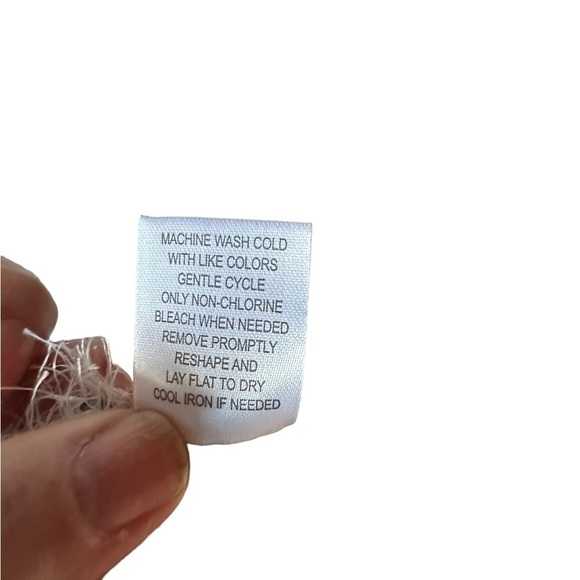 MACHINE WASH COLD
WITH LIKE COLORS
GENTLE CYCLE
ONLY NON-CHLORINE
BLEACH WHEN NEEDED
REMOVE PROMPTLY
RESHAPE AND
LAY FLAT TO DRY
COOL IRON IF NEEDED